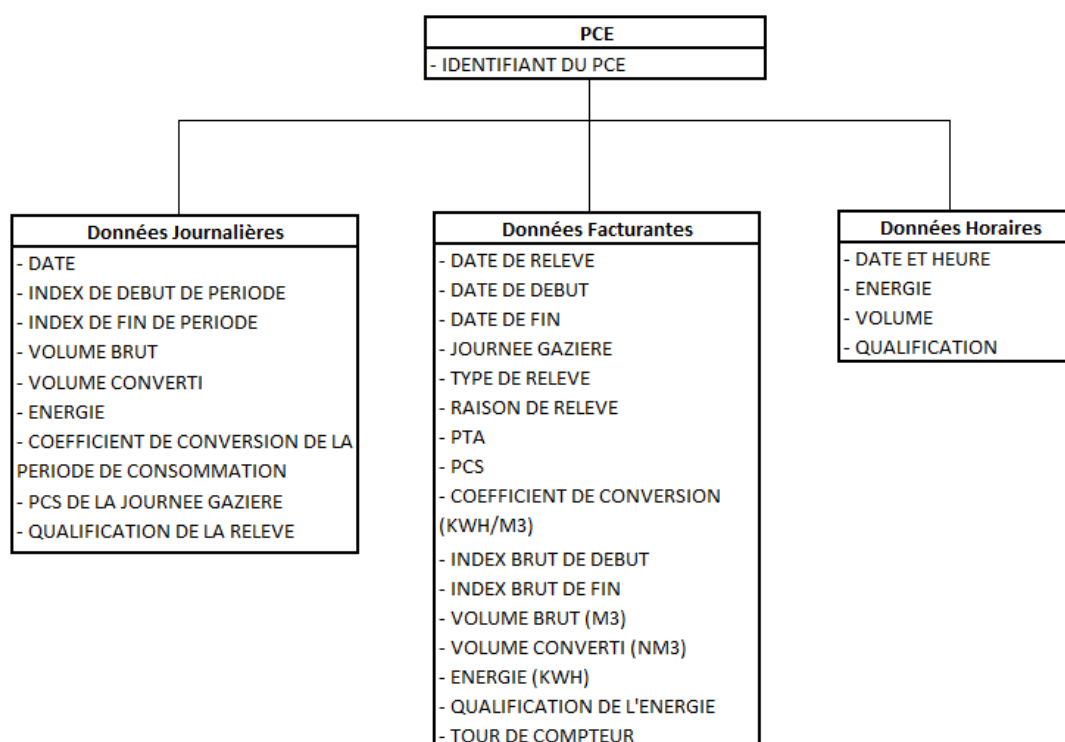 PCE
- IDENTIFIANT DU PCE
Données Journalières
- DATE
- INDEX DE DEBUT DE PERIODE
- INDEX DE FIN DE PERIODE
- VOLUME BRUT
- VOLUME CONVERTI
- ENERGIE
- COEFFICIENT DE CONVERSION DE LA
PERIODE DE CONSOMMATION
- PCS DE LA JOURNEE GAZIERE
- QUALIFICATION DE LA RELEVE
Données Facturantes
- DATE DE RELEVE
- DATE DE DEBUT
- DATE DE FIN
- JOURNEE GAZIERE
- TYPE DE RELEVE
- RAISON DE RELEVE
- PTA
- PCS
- COEFFICIENT DE CONVERSION
(KWH/M3)
- INDEX BRUT DE DEBUT
- INDEX BRUT DE FIN
- VOLUME BRUT (M3)
- VOLUME CONVERTI (NM3)
- ENERGIE (KWH)
- QUALIFICATION DE L'ENERGIE
- TOUR DE COMPTEUR
Données Horaires
- DATE ET HEURE
- ENERGIE
- VOLUME
- QUALIFICATION